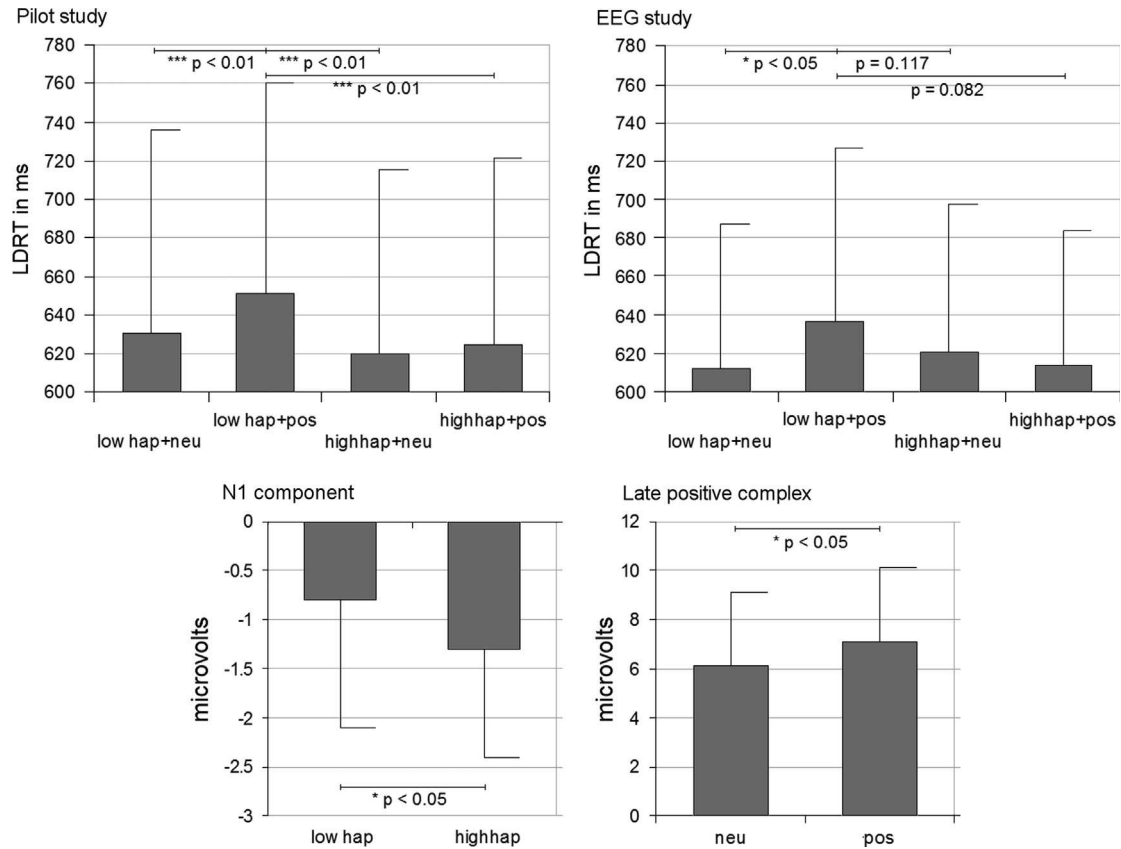 Pilot study
780
760
740
720
700
680
660
640
620
600
LDRT in ms
*** p < 0.01
*** p < 0.01
*** p < 0.01
low hap+neu
low hap+pos
highhap+neu
highhap+pos
EEG study
780
760
740
720
700
680
660
640
620
600
LDRT in ms
* p < 0.05
p = 0.117
p = 0.082
low hap+neu
low hap+pos
highhap+neu
highhap+pos
N1 component
0
-0.5
-1
-1.5
-2
-2.5
-3
microvolts
* p < 0.05
low hap
highhap
Late positive complex
12
10
8
6
4
2
0
microvolts
* p < 0.05
neu
pos